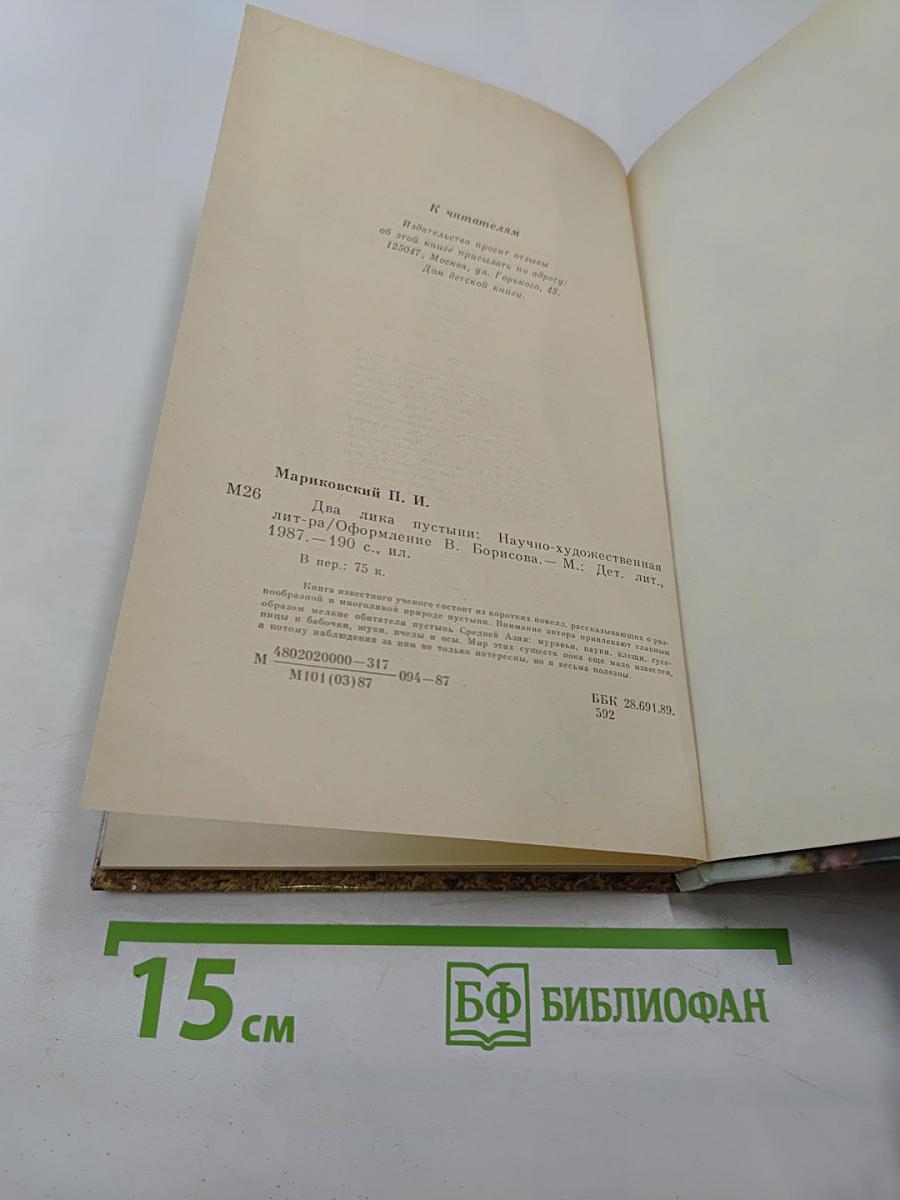 К читателям
Издательство просит отзывы
об этой книге присылать по адресу:
125047, Москва, ул. Горького, 43.
Дом детской книги.
Мариковский П. И.
М26
Два лика пустыни: Научно-художественная
лит-ра/Оформление В. Борисова.— М.: Дет. лит.,
1987.—190 с., ил.
В пер.: 75 к.
Книга известного ученого состоит из коротких новелл, рассказывающих о раз-
нообразной и многоликой природе пустыни. Внимание автора привлекают главным
образом мелкие обитатели пустынь Средней Азии: муравьи, пауки, клещи, гусе-
ницы и бабочки, жуки, пчелы и осы. Мир этих существ пока еще мало известен,
а потому наблюдения за ним не только интересны, но и весьма полезны.
М 4802020000—317
М101(03)87
094—87
ББК 28.691.89.
592
15 см
БФ БИБЛИОФАН